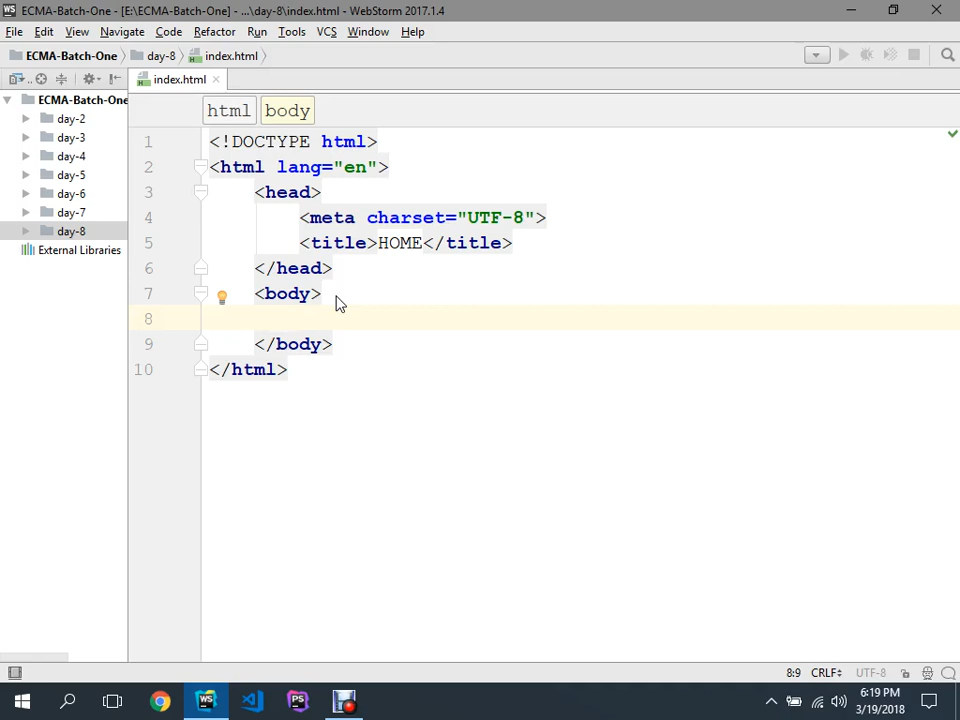 WS ECMA-Batch-One - [E:\ECMA-Batch-One] - ...\day-8\index.html - WebStorm 2017.1.4
File Edit View Navigate Code Refactor Run Tools VCS Window Help
ECMA-Batch-One day-8 index.html
index.html
ECMA-Batch-One
day-2
day-3
day-4
day-5
day-6
day-7
day-8
External Libraries
html body
1 <!DOCTYPE html>
2 <html lang="en">
3 <head>
4 <meta charset="UTF-8">
5 <title>HOME</title>
6 </head>
7 <body>
8
9 </body>
10 </html>
8:9 CRLF UTF-8
WS PS
6:19 PM
3/19/2018